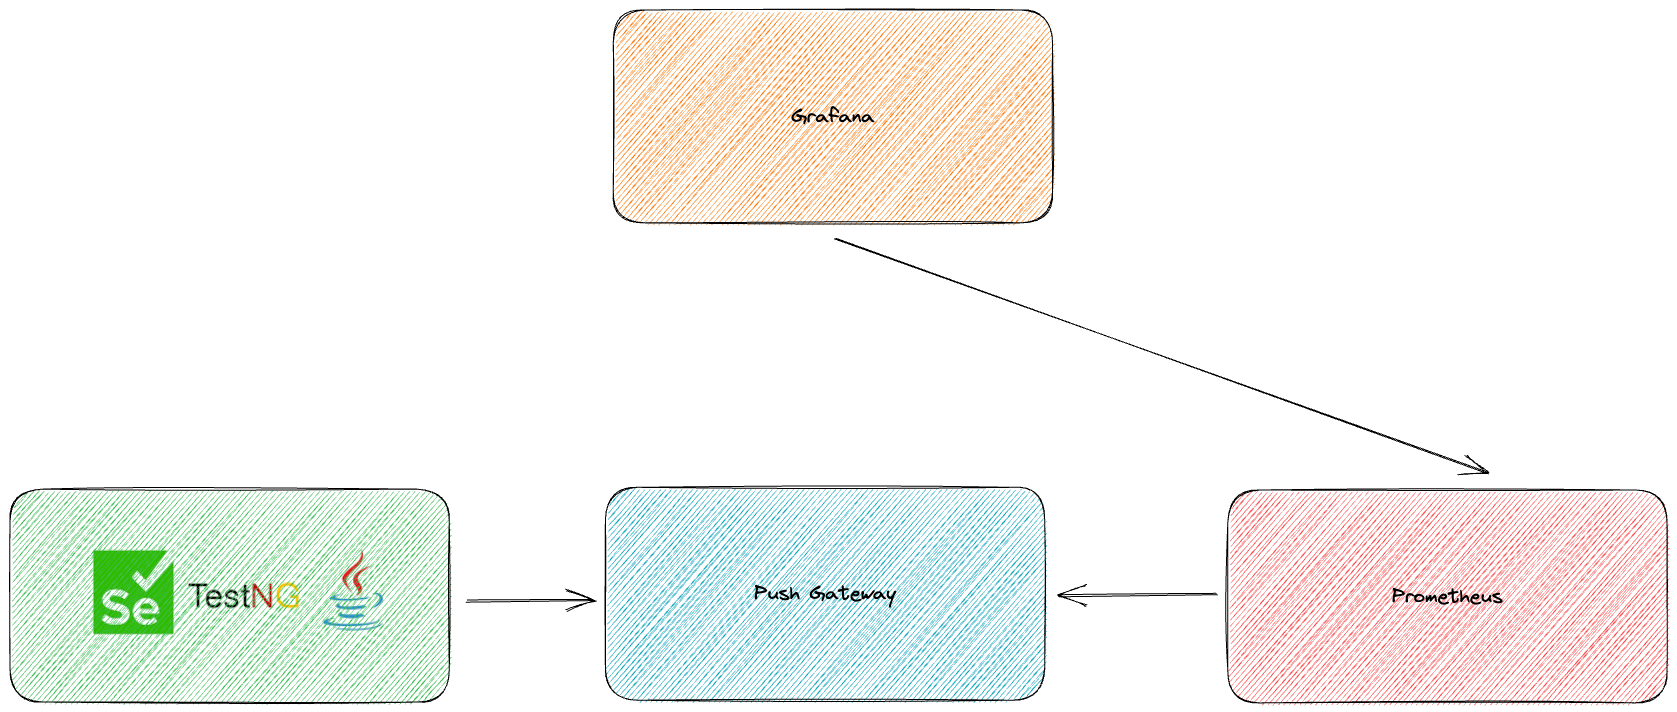 Grafana
Se TestNG
Push Gateway
Prometheus